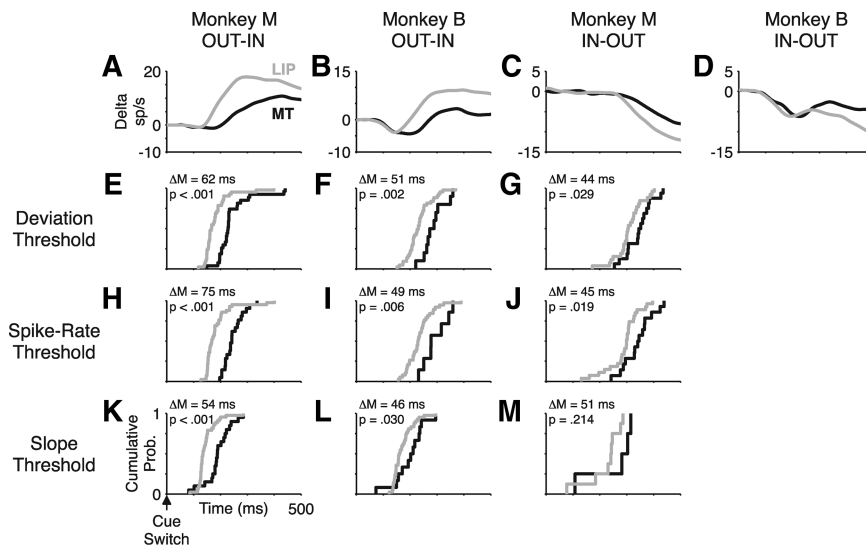 Monkey M
OUT-IN
Monkey B
OUT-IN
Monkey M
IN-OUT
Monkey B
IN-OUT
A
B
C
D
Delta
sp/s
20
0
-10
LIP
MT
15
0
-10
5
0
-15
5
0
-15
Deviation
Threshold
E
ΔM = 62 ms
p < .001
F
ΔM = 51 ms
p = .002
G
ΔM = 44 ms
p = .029
Spike-Rate
Threshold
H
ΔM = 75 ms
p < .001
I
ΔM = 49 ms
p = .006
J
ΔM = 45 ms
p = .019
Slope
Threshold
K
ΔM = 54 ms
p < .001
L
ΔM = 46 ms
p = .030
M
ΔM = 51 ms
p = .214
Cumulative
Prob.
1
0
Time (ms)
500
Cue
Switch